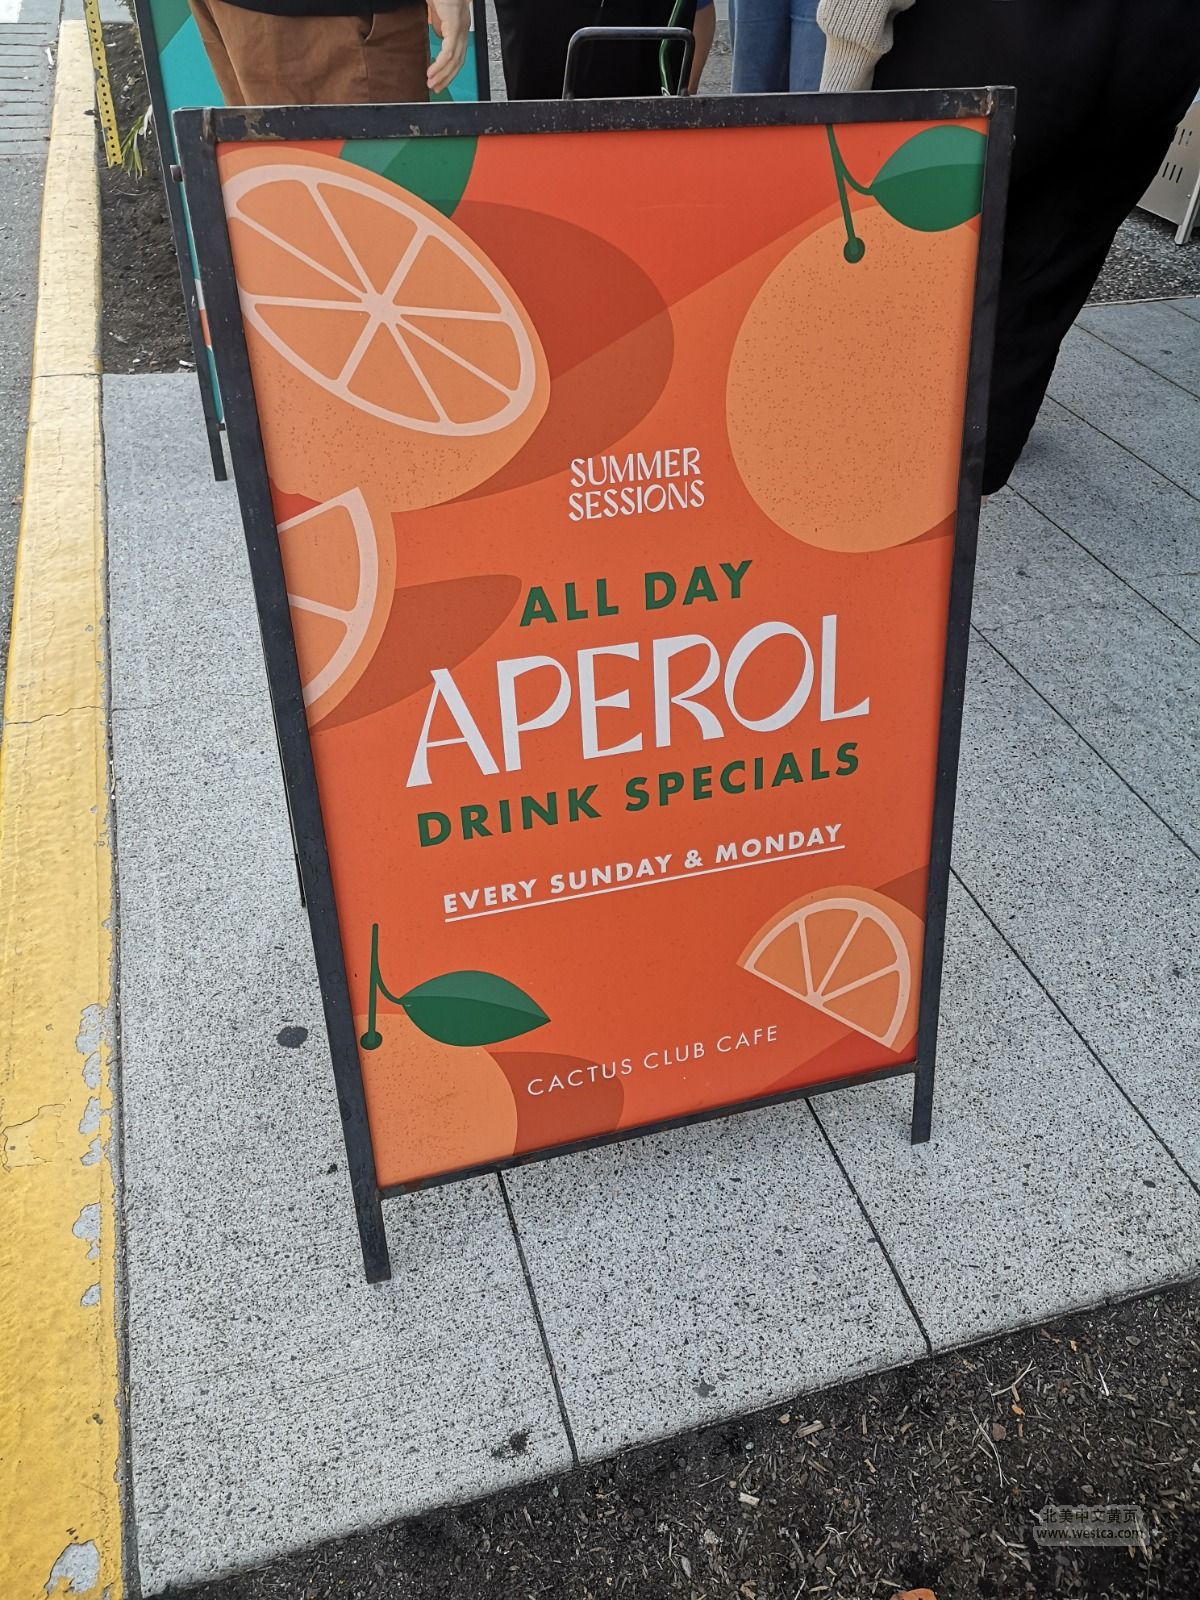 SUMMER
SESSIONS
ALL DAY
APEROL
DRINK SPECIALS
EVERY SUNDAY & MONDAY
CACTUS CLUB CAFE
北美中文黄页
www.westca.com